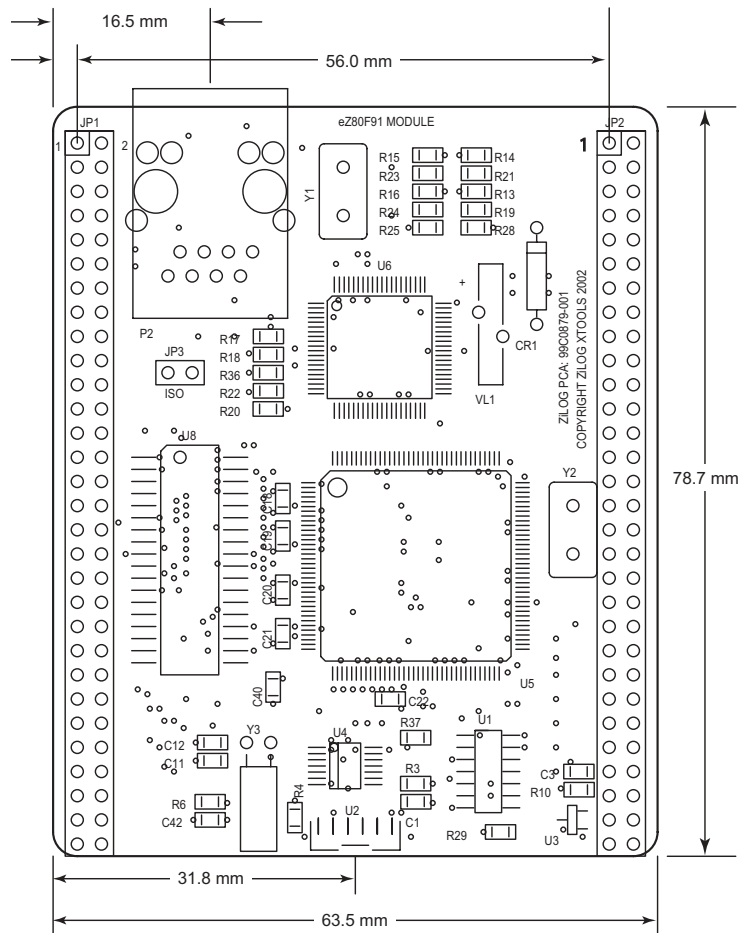 16.5 mm
56.0 mm
eZ80F91 MODULE
JP1
JP2
1
2
1
R15
R14
R23
R21
Y1
R16
R13
R24
R19
R25
R28
U6
+
P2
JP3
ISO
R17
R18
R36
R22
R20
CR1
VL1
ZiLOG PCA: 99C0879-001
COPYRIGHT ZILOG XTOOLS 2002
U8
Y2
78.7 mm
C18
C19
C20
C21
C40
U5
C22
C12
Y3
U4
R37
U1
C11
C3
R3
R10
R6
R4
C42
U2
C1
R29
U3
31.8 mm
63.5 mm